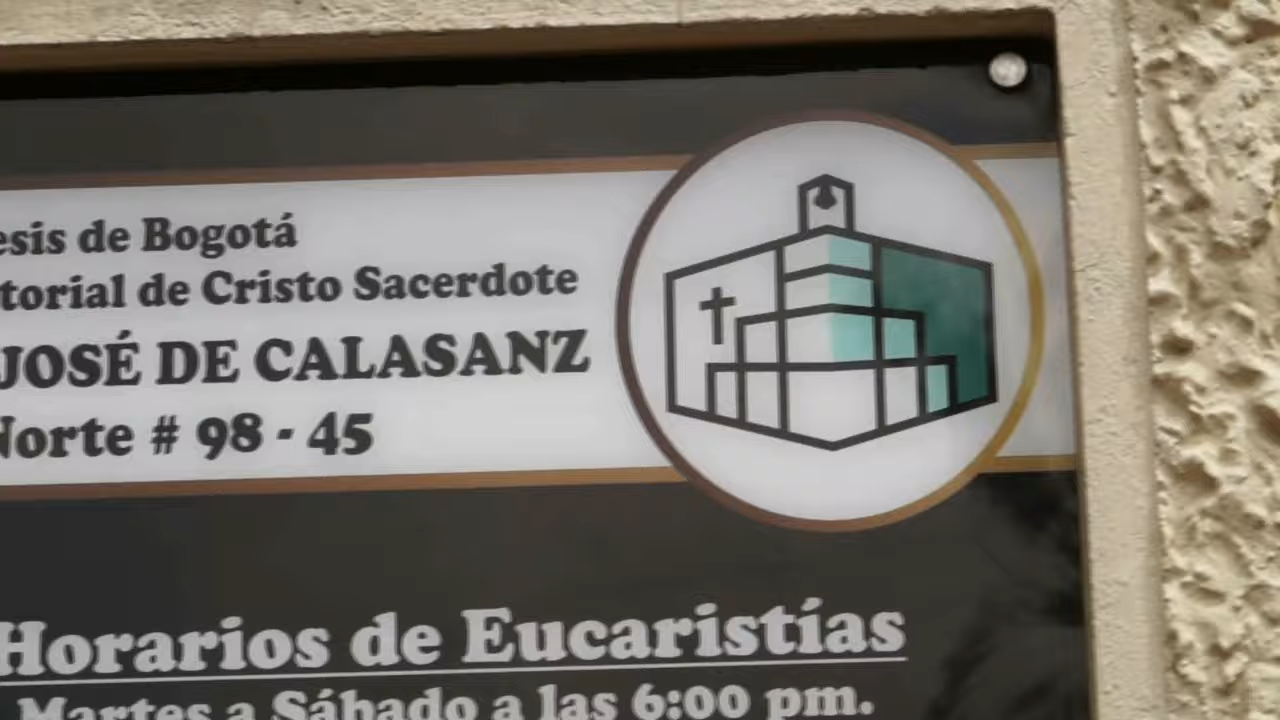 esis de Bogotá
torial de Cristo Sacerdote
JOSÉ DE CALASANZ
Norte # 98 - 45
Horarios de Eucaristías
Martes a Sábado a las 6:00 pm.